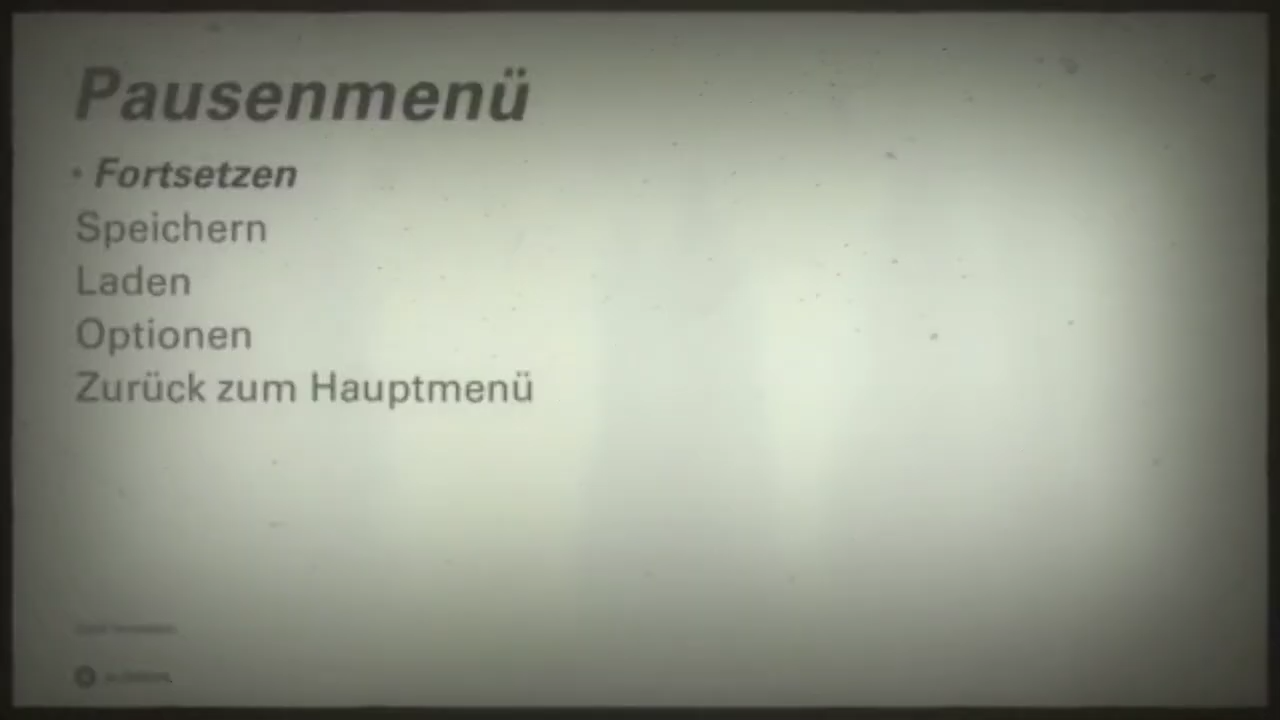 Pausenmenü
• Fortsetzen
Speichern
Laden
Optionen
Zurück zum Hauptmenü